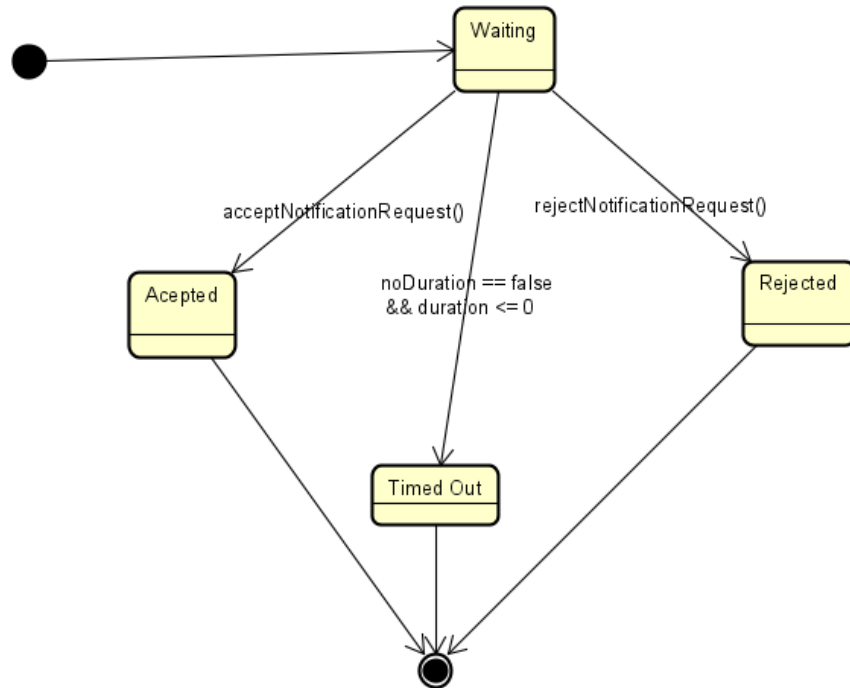 Waiting
acceptNotificationRequest()
rejectNotificationRequest()
noDuration == false
&& duration <= 0
Acepted
Rejected
Timed Out